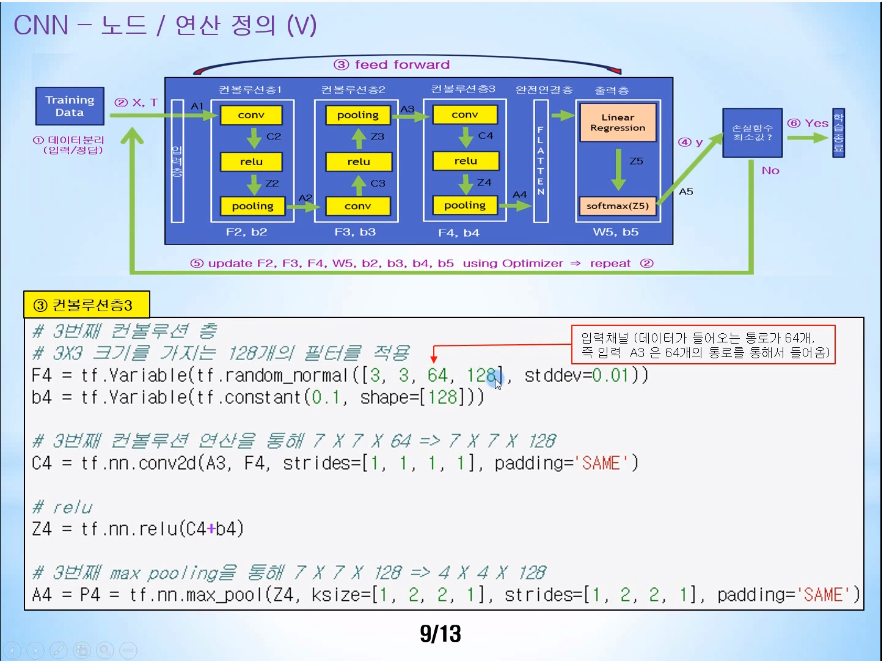 CNN – 노드 / 연산 정의 (V)
③ feed forward
Training
Data
① 데이터분리
(입력/정답)
② X, T
입력층
A1
컨볼루션층1
conv
C2
relu
Z2
pooling
F2, b2
A2
컨볼루션층2
pooling
Z3
relu
C3
conv
F3, b3
A3
컨볼루션층3
conv
C4
relu
Z4
pooling
F4, b4
A4
완전연결층
FLATTEN
출력층
Linear
Regression
Z5
softmax(Z5)
W5, b5
A5
④ y
손실함수
최소값 ?
⑥ Yes
학습종료
No
⑤ update F2, F3, F4, W5, b2, b3, b4, b5 using Optimizer ⇒ repeat ②
③ 컨볼루션층3
# 3번째 컨볼루션 층
# 3X3 크기를 가지는 128개의 필터를 적용
F4 = tf.Variable(tf.random_normal([3, 3, 64, 128], stddev=0.01))
b4 = tf.Variable(tf.constant(0.1, shape=[128]))
입력채널 (데이터가 들어오는 통로가 64개,
즉 입력 A3 은 64개의 통로를 통해서 들어옴)
# 3번째 컨볼루션 연산을 통해 7 X 7 X 64 => 7 X 7 X 128
C4 = tf.nn.conv2d(A3, F4, strides=[1, 1, 1, 1], padding='SAME')
# relu
Z4 = tf.nn.relu(C4+b4)
# 3번째 max pooling을 통해 7 X 7 X 128 => 4 X 4 X 128
A4 = P4 = tf.nn.max_pool(Z4, ksize=[1, 2, 2, 1], strides=[1, 2, 2, 1], padding='SAME')
9/13